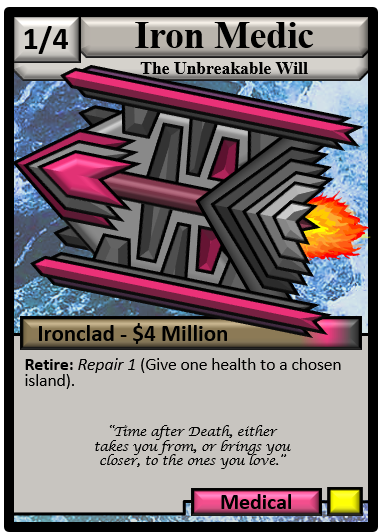 1/4
Iron Medic
The Unbreakable Will
Ironclad - $4 Million
Retire: Repair 1 (Give one health to a chosen
island).
"Time after Death, either
takes you from, or brings you
closer, to the ones you love."
Medical